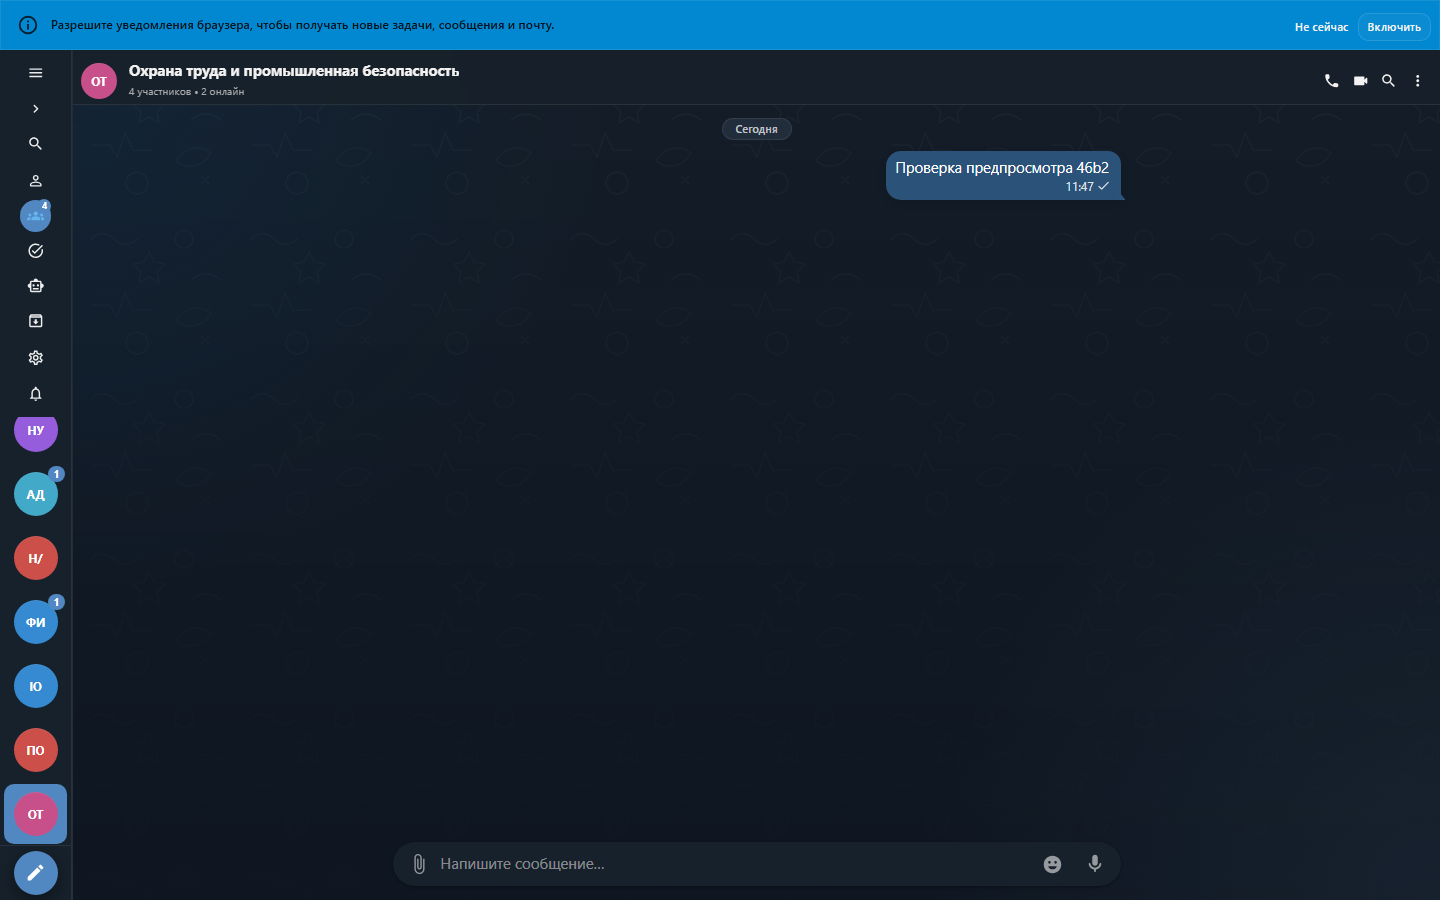 Разрешите уведомления браузера, чтобы получать новые задачи, сообщения и почту.
Не сейчас
Включить
ОТ
Охрана труда и промышленная безопасность
4 участников • 2 онлайн
Сегодня
Проверка предпросмотра 46b2
11:47
4
НУ
1
АД
Н/
1
ФИ
Ю
ПО
ОТ
Напишите сообщение...